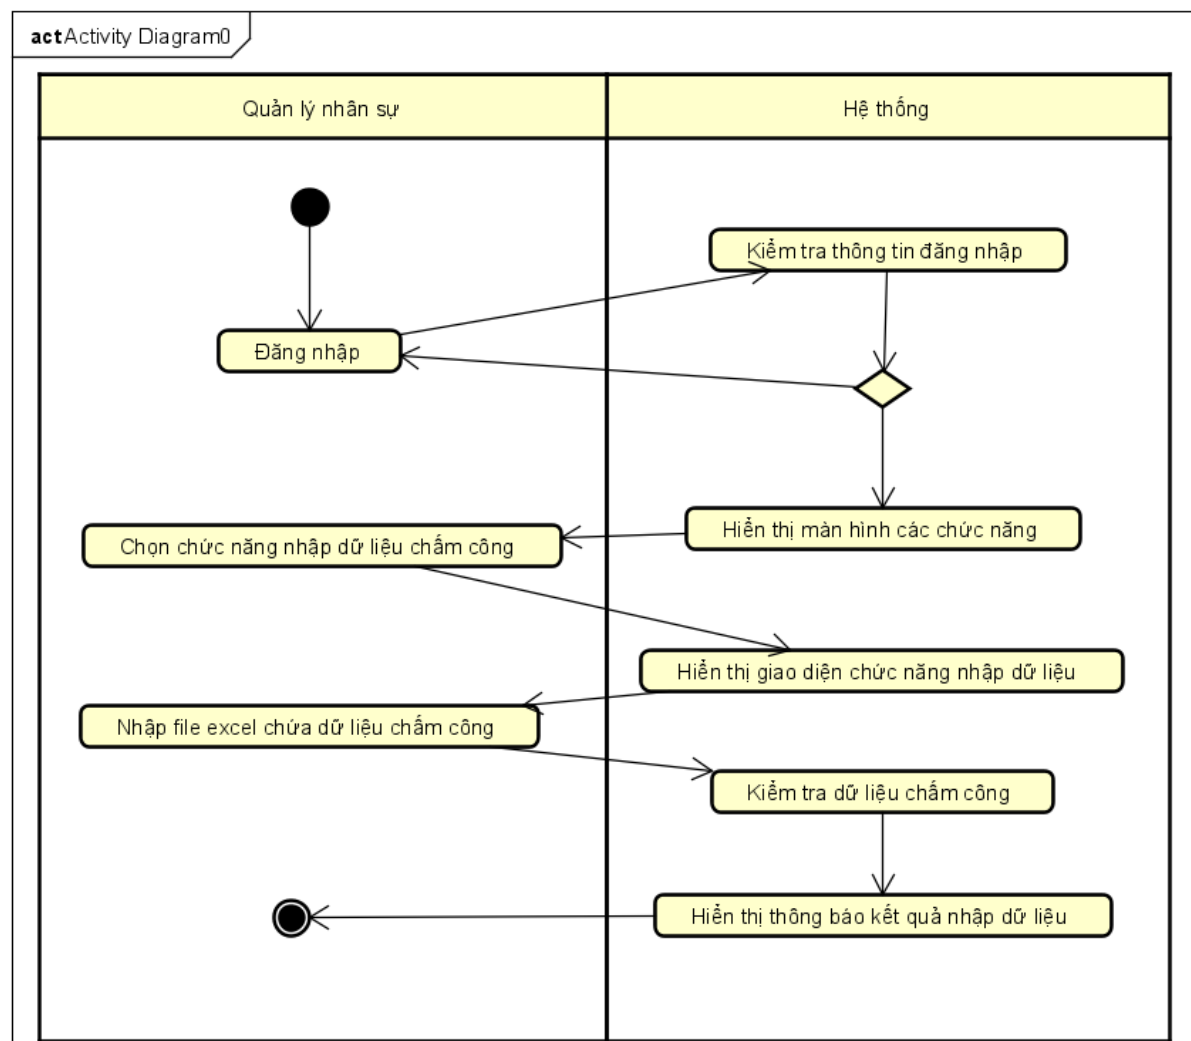 act Activity Diagram0
Quản lý nhân sự
Hệ thống
Kiểm tra thông tin đăng nhập
Đăng nhập
Hiển thị màn hình các chức năng
Chọn chức năng nhập dữ liệu chấm công
Hiển thị giao diện chức năng nhập dữ liệu
Nhập file excel chứa dữ liệu chấm công
Kiểm tra dữ liệu chấm công
Hiển thị thông báo kết quả nhập dữ liệu